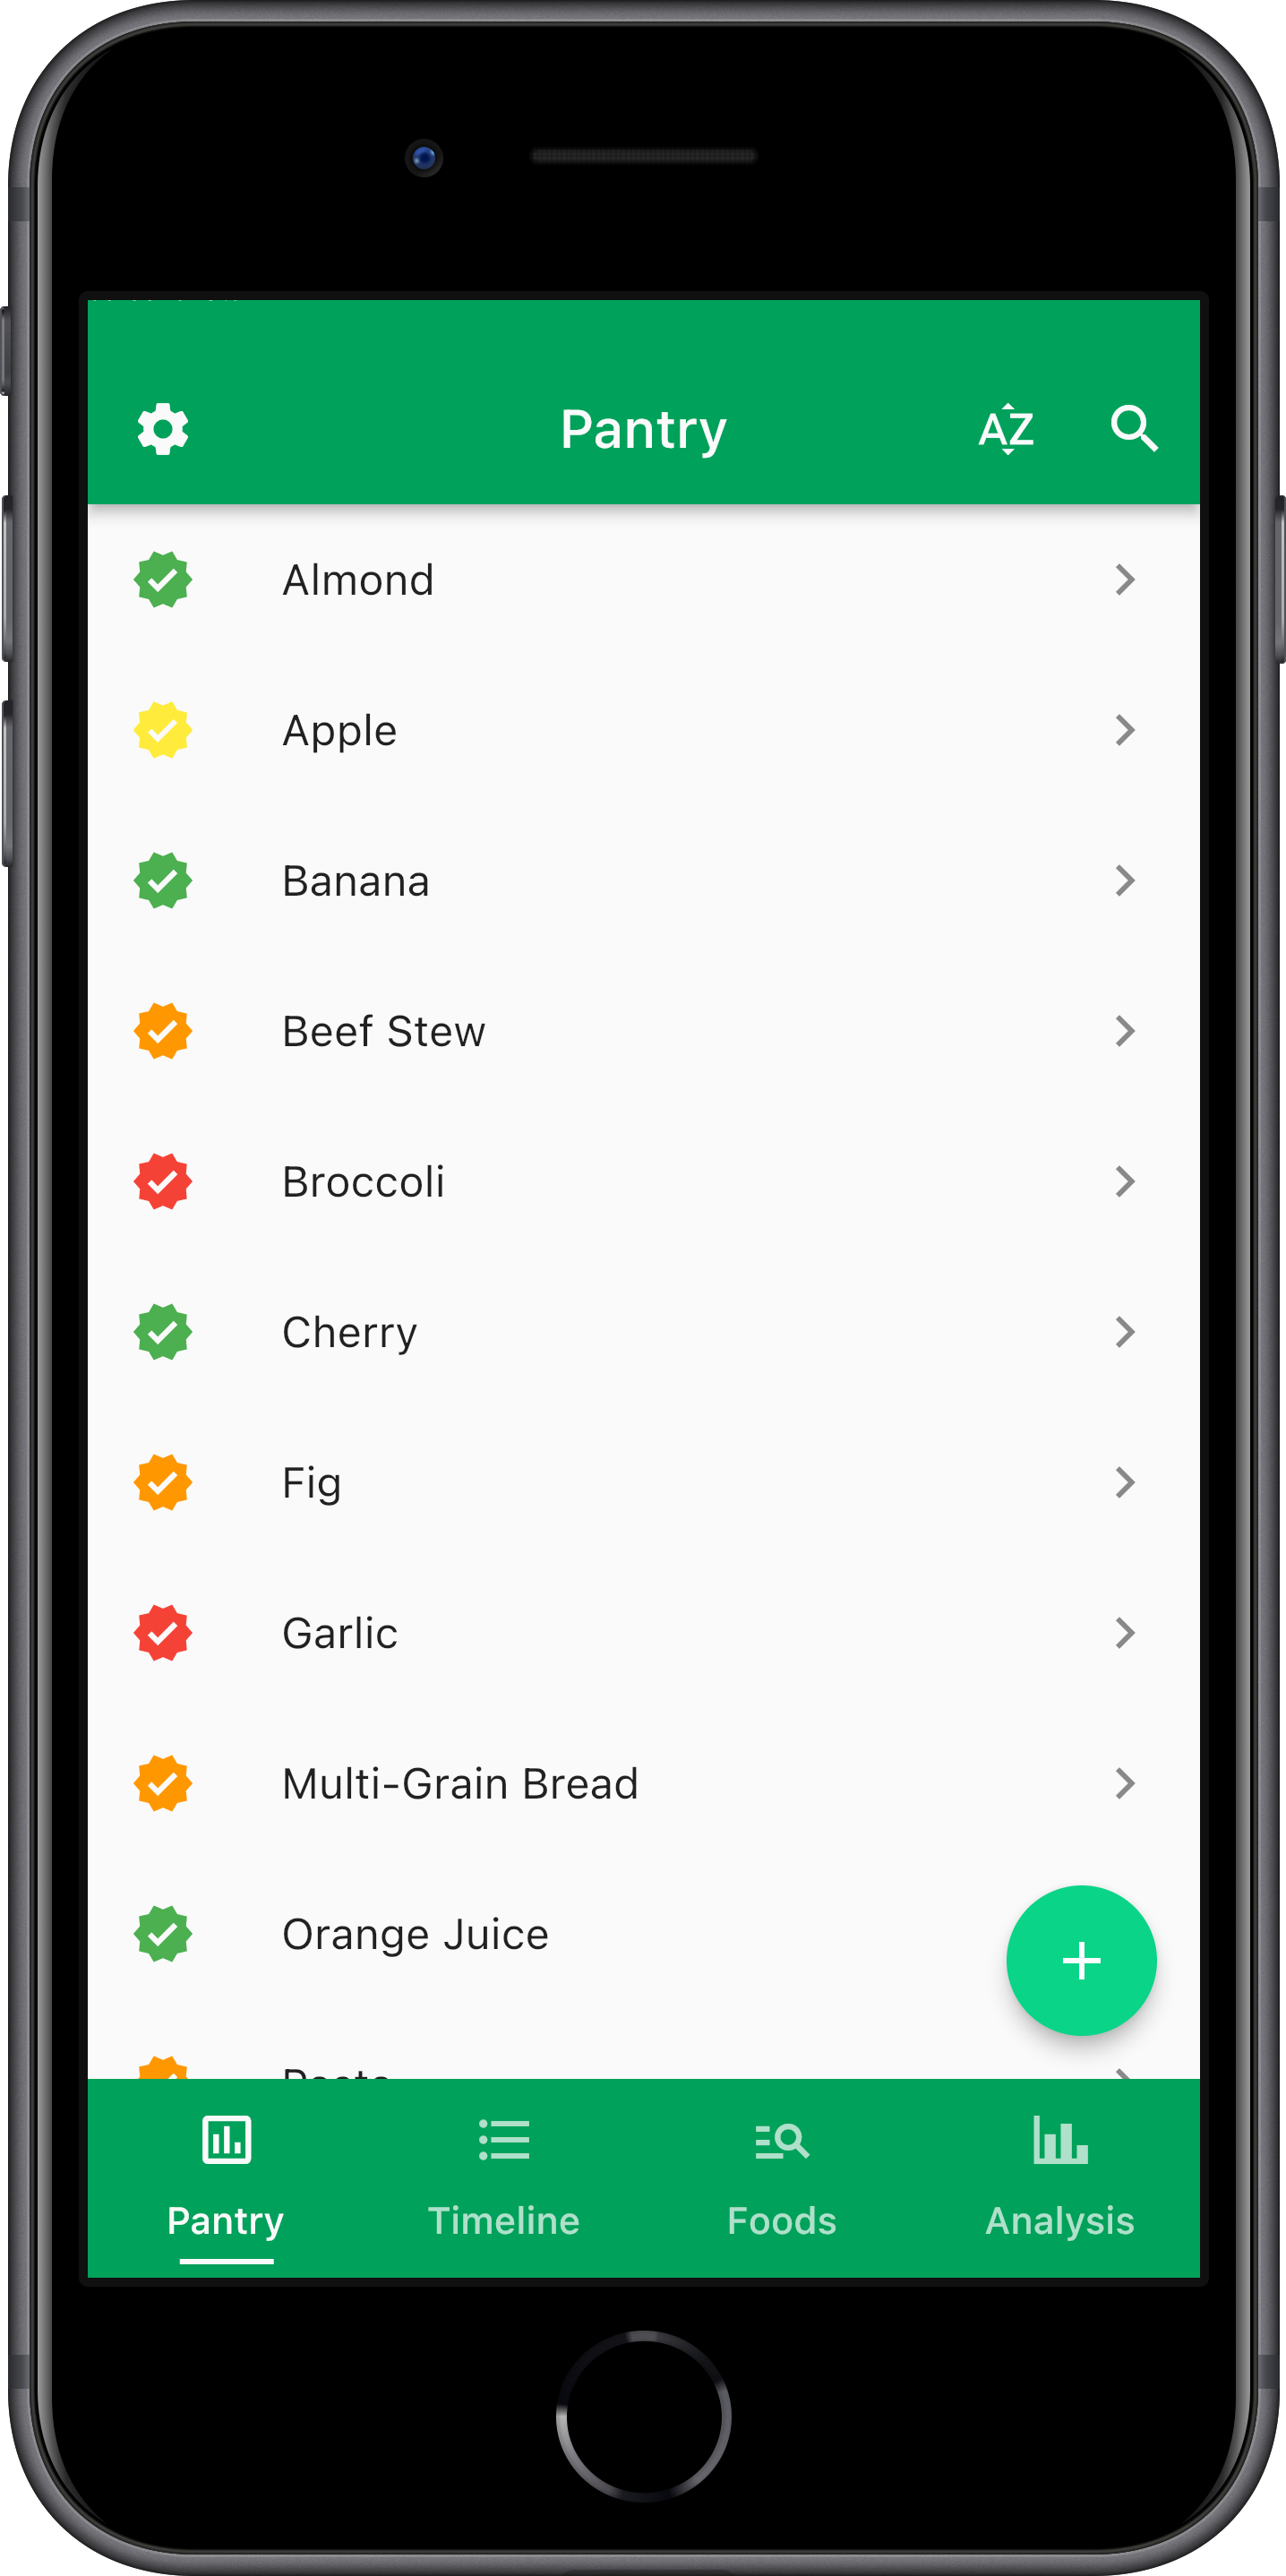 Pantry
AZ
Almond
Apple
Banana
Beef Stew
Broccoli
Cherry
Fig
Garlic
Multi-Grain Bread
Orange Juice
Pantry
Timeline
Foods
Analysis